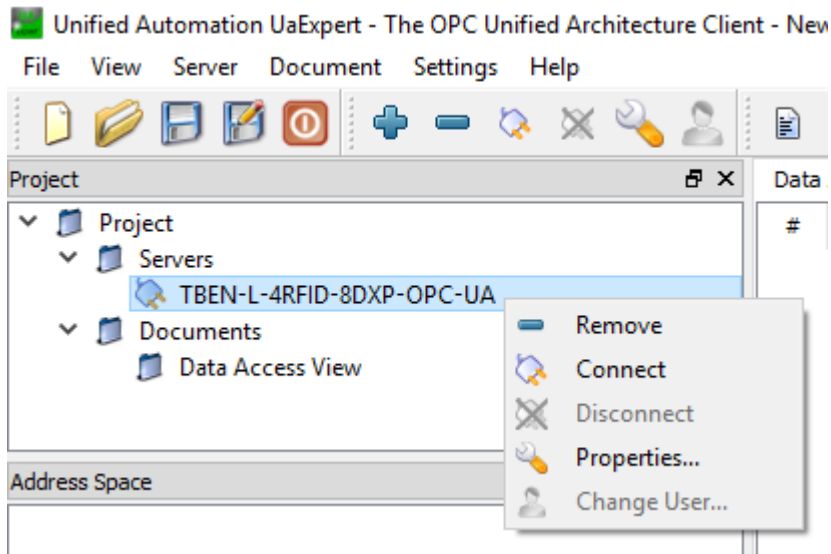 Unified Automation UaExpert - The OPC Unified Architecture Client - New
File View Server Document Settings Help
Project
Data
#
Project
Servers
TBEN-L-4RFID-8DXP-OPC-UA
Documents
Data Access View
Remove
Connect
Disconnect
Properties...
Change User...
Address Space